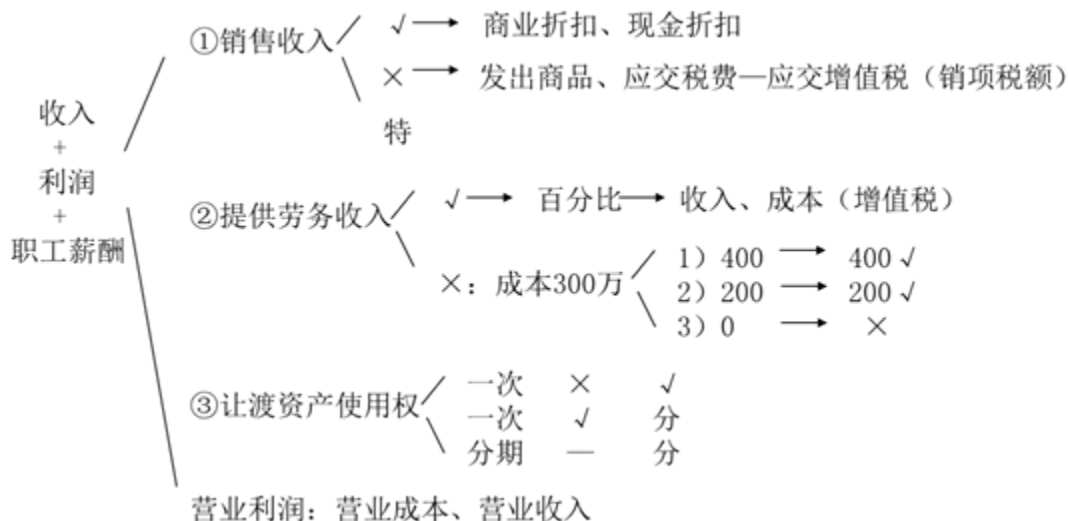 收入
+
利润
+
职工薪酬
①销售收入
√ 商业折扣、现金折扣
× 发出商品、应交税费—应交增值税（销项税额）
特
②提供劳务收入
√ 百分比 收入、成本（增值税）
×：成本300万
1）400 400√
2）200 200√
3）0 ×
③让渡资产使用权
一次 × √
一次 √ 分
分期 — 分
营业利润：营业成本、营业收入